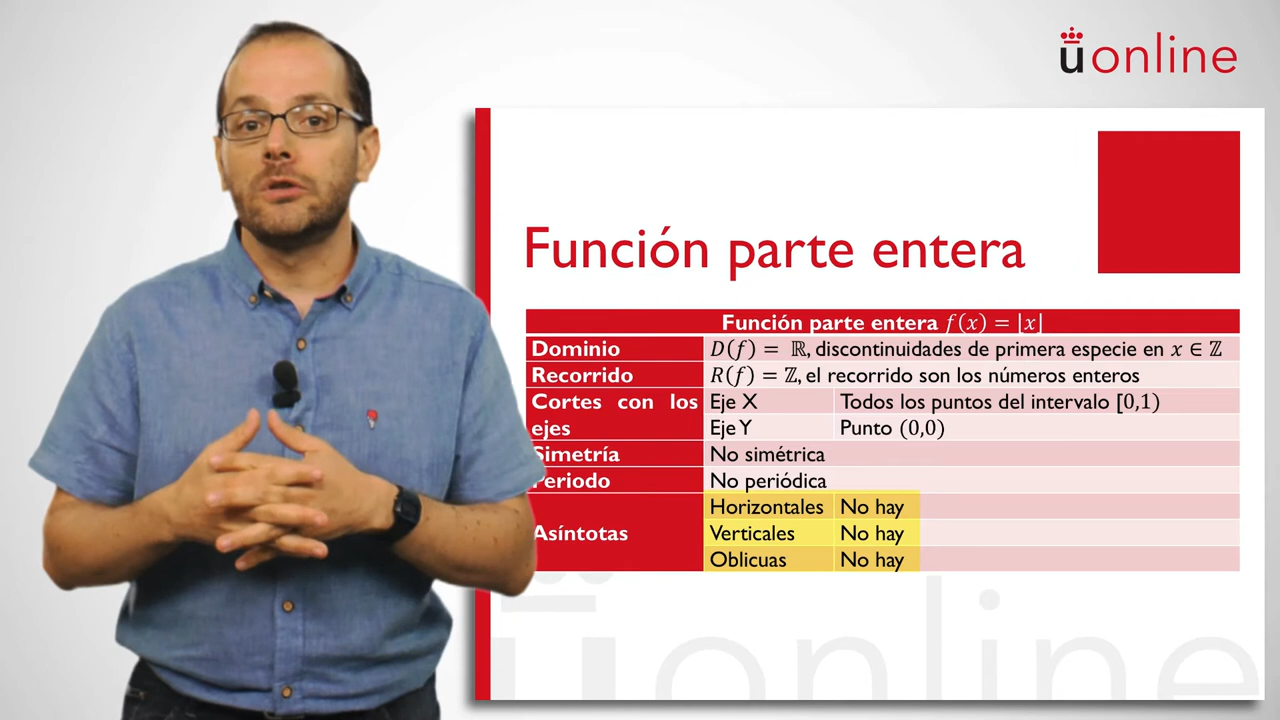 uonline
Función parte entera
Función parte entera f(x) = ⌊x⌋
Dominio D(f) = ℝ, discontinuidades de primera especie en x ∈ ℤ
Recorrido R(f) = ℤ, el recorrido son los números enteros
Cortes con los ejes Eje X Todos los puntos del intervalo [0,1)
Eje Y Punto (0,0)
Simetría No simétrica
Periodo No periódica
Asíntotas Horizontales No hay
Verticales No hay
Oblicuas No hay
uonline